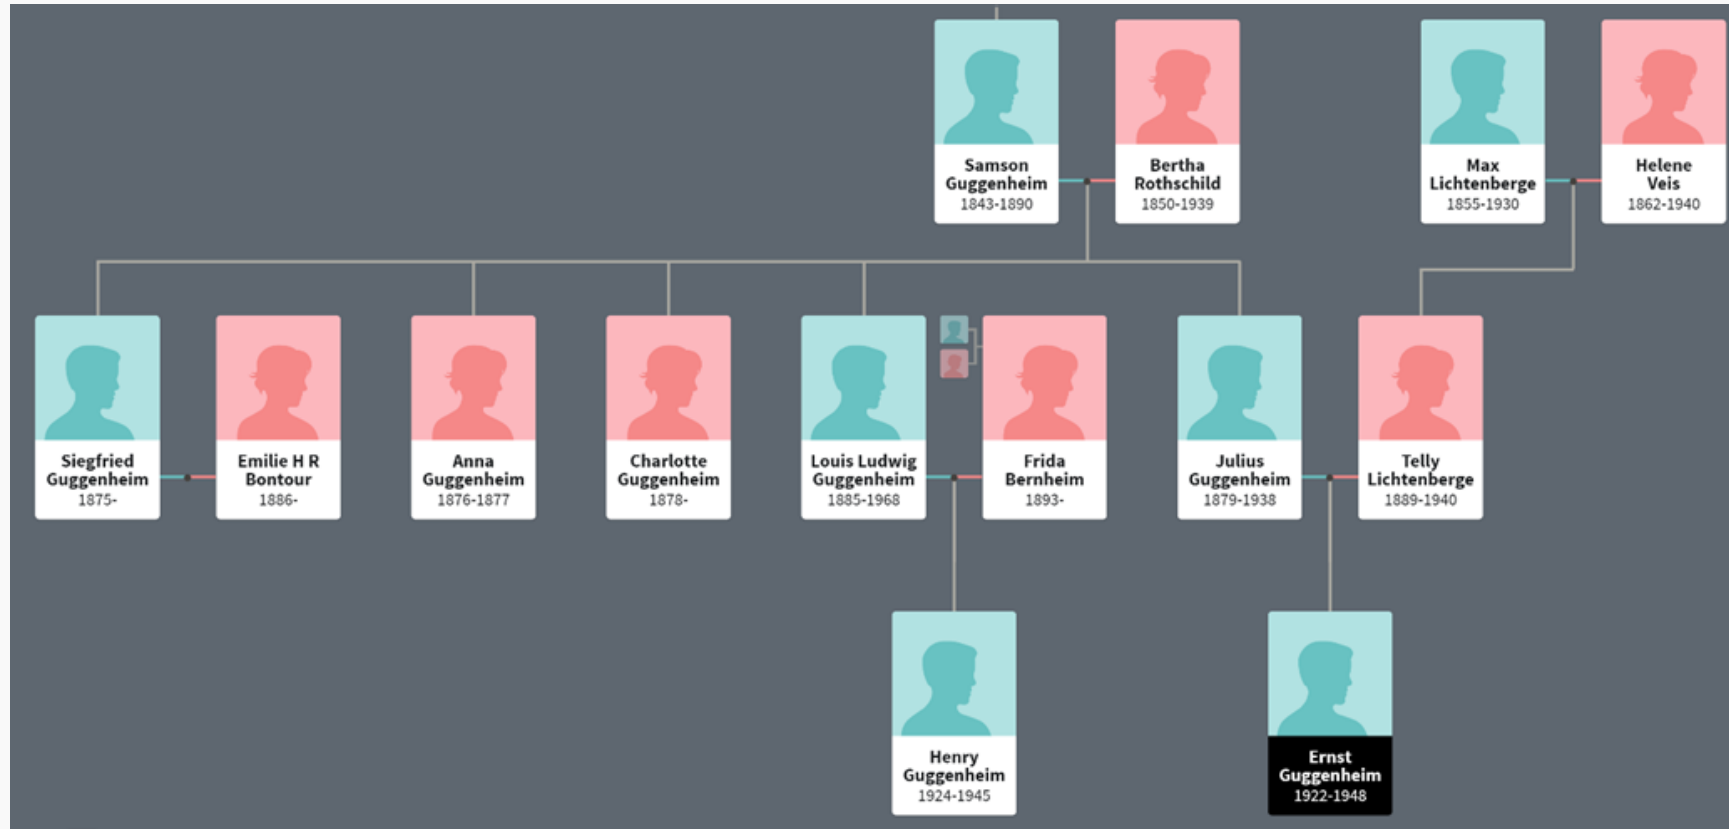 Samson
Guggenheim
1843-1890
Bertha
Rothschild
1850-1939
Max
Lichtenberge
1855-1930
Helene
Veis
1862-1940
Siegfried
Guggenheim
1875-
Emilie H R
Bontour
1886-
Anna
Guggenheim
1876-1877
Charlotte
Guggenheim
1878-
Louis Ludwig
Guggenheim
1885-1968
Frida
Bernheim
1893-
Julius
Guggenheim
1879-1938
Telly
Lichtenberge
1889-1940
Henry
Guggenheim
1924-1945
Ernst
Guggenheim
1922-1948